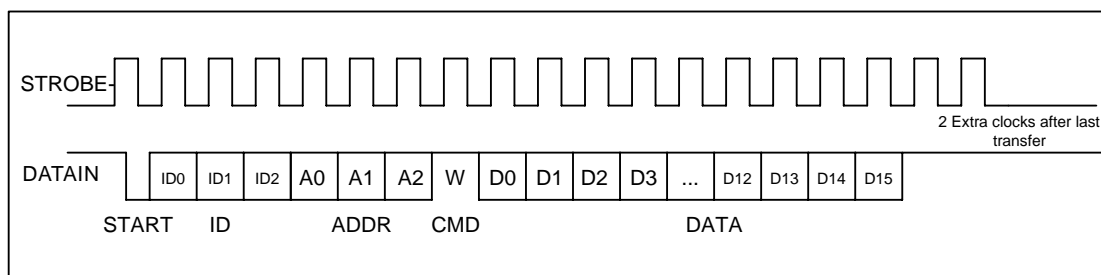 STROBE-
2 Extra clocks after last
transfer
DATAIN
ID0 ID1 ID2 A0 A1 A2 W D0 D1 D2 D3 ... D12 D13 D14 D15
START ID ADDR CMD DATA